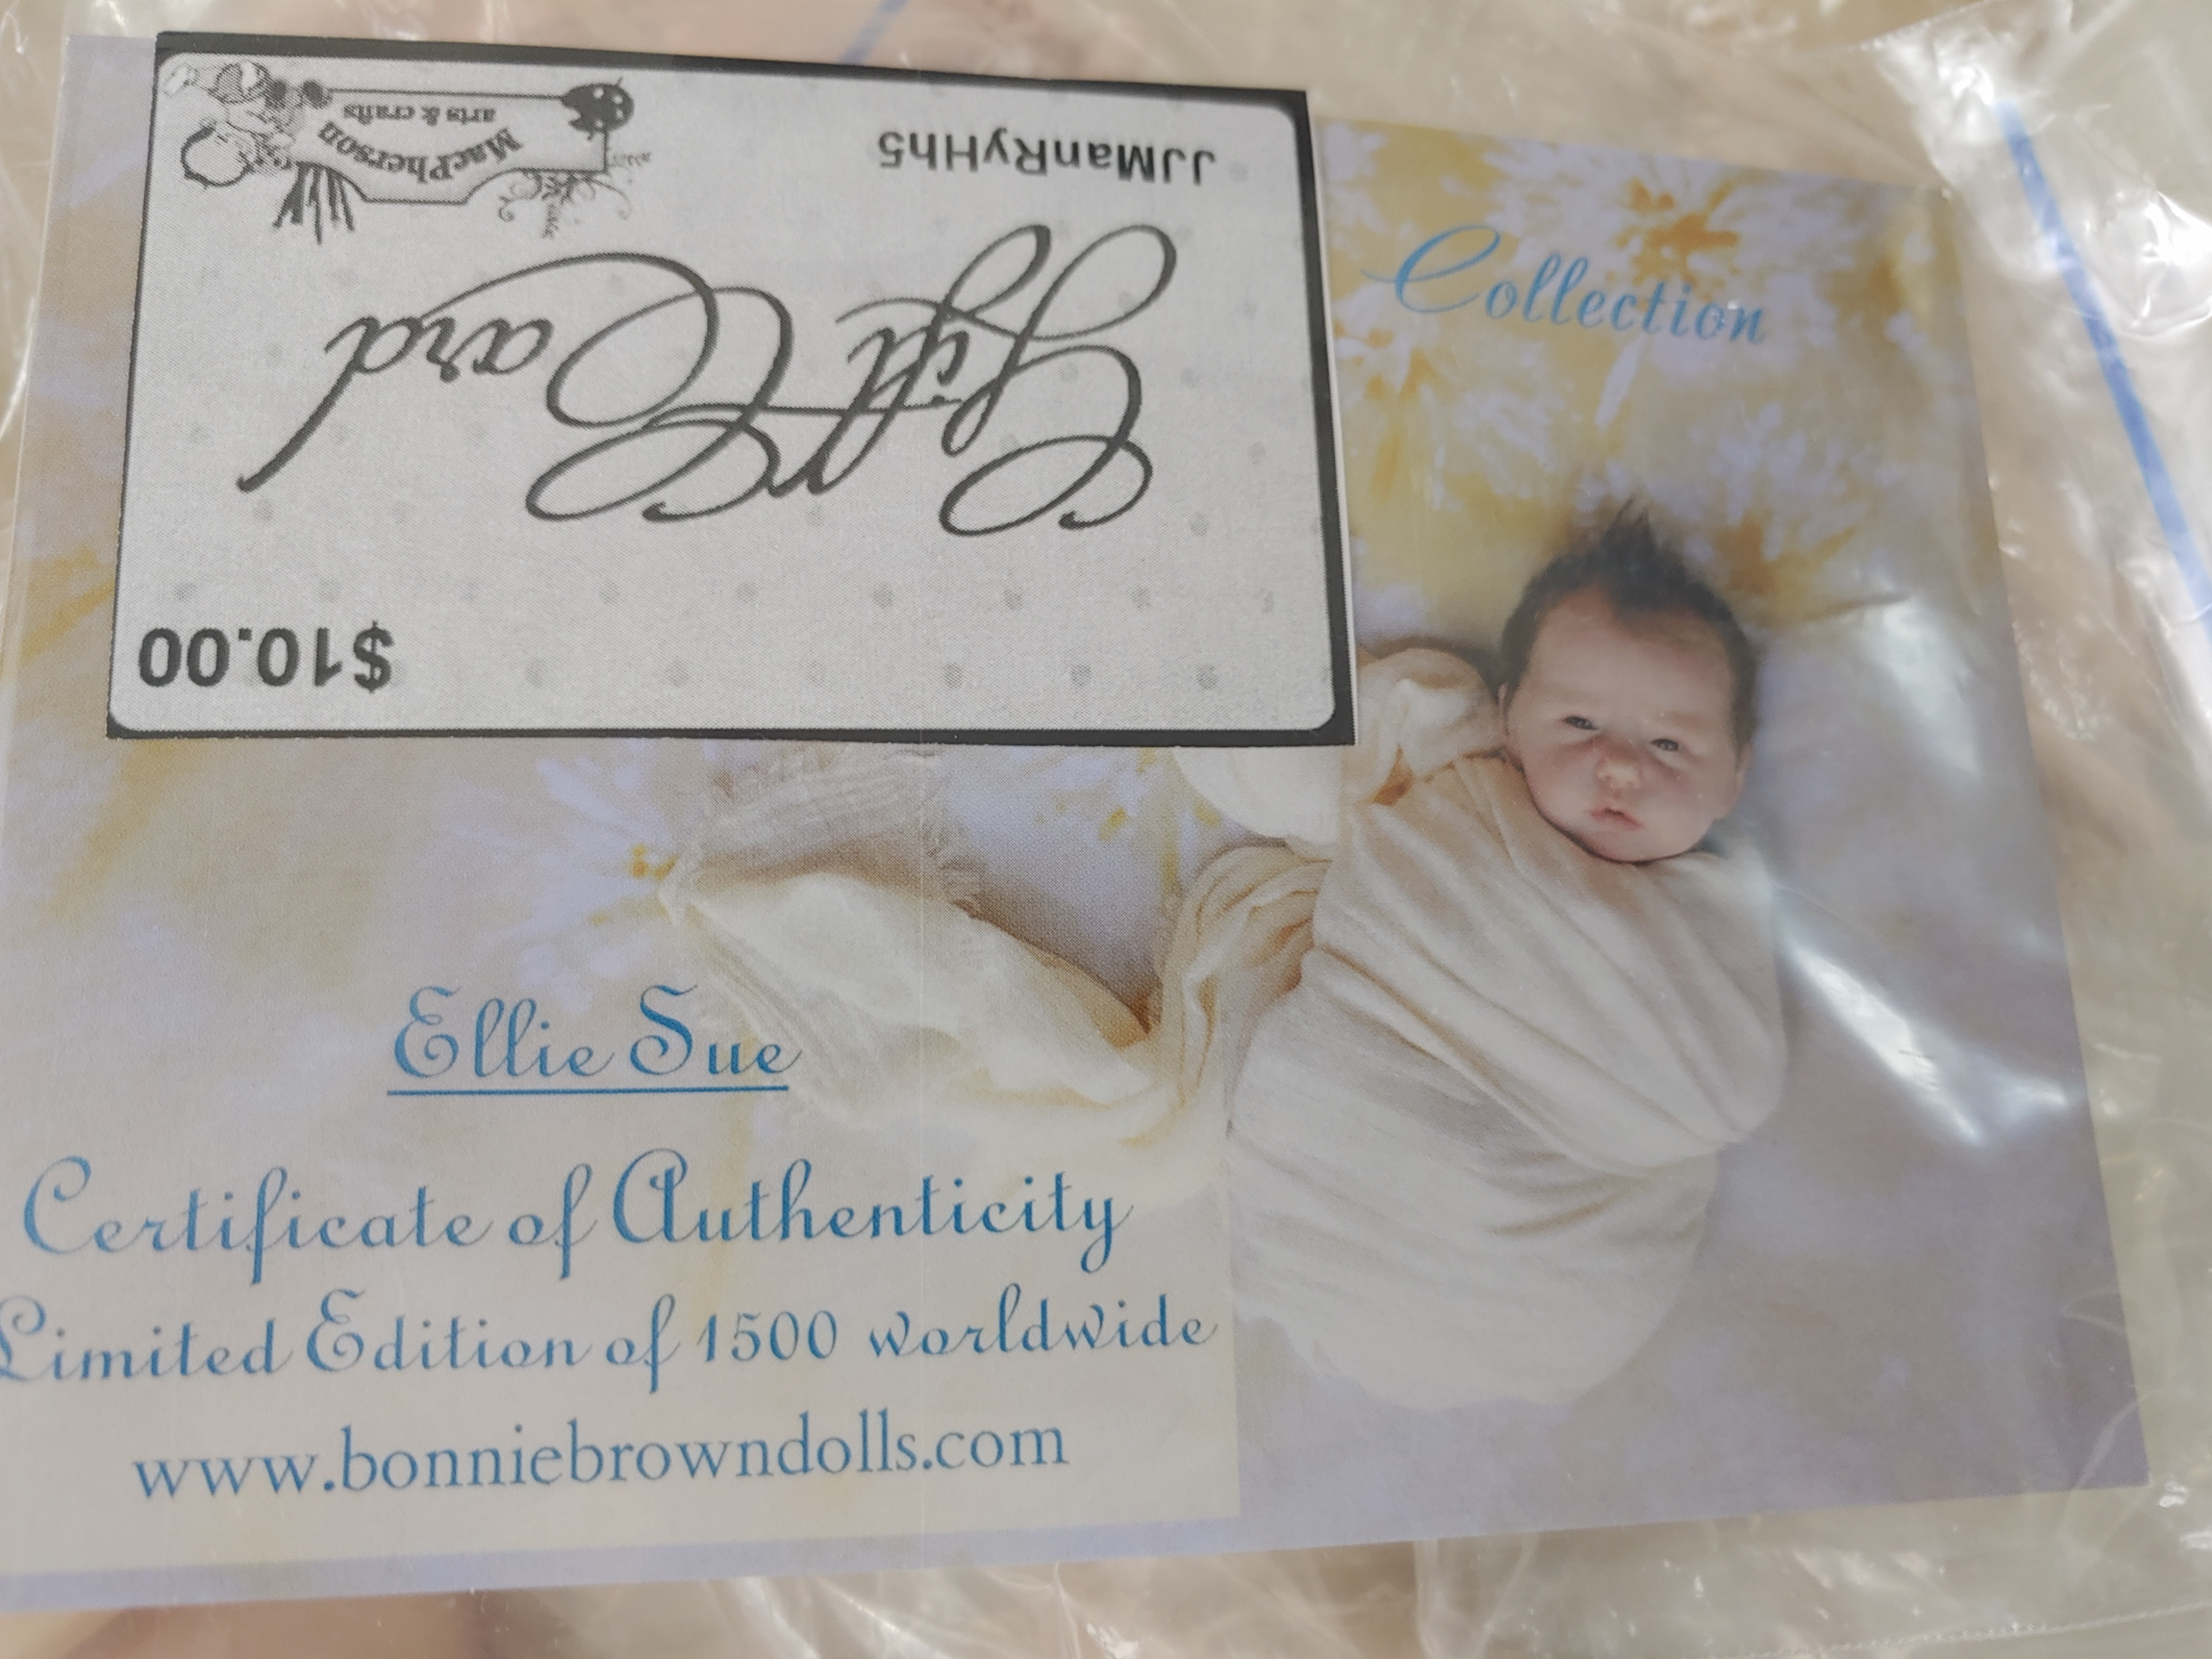 MacPherson
arts & crafts
JJManRyHh5
Gift Card
$10.00
Collection
Ellie Sue
Certificate of Authenticity
Limited Edition of 1500 worldwide
www.bonniebrowndolls.com